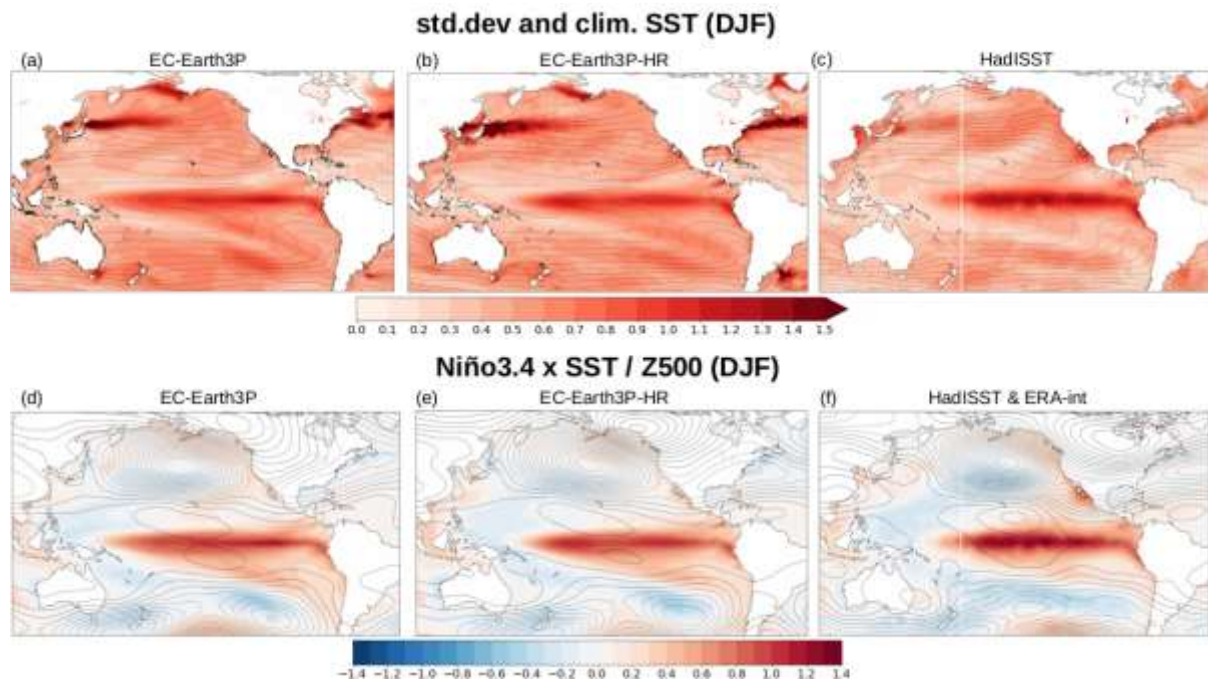 std.dev and clim. SST (DJF)
(a) EC-Earth3P (b) EC-Earth3P-HR (c) HadISST
0.0 0.1 0.2 0.3 0.4 0.5 0.6 0.7 0.8 0.9 1.0 1.1 1.2 1.3 1.4 1.5
Niño3.4 x SST / Z500 (DJF)
(d) EC-Earth3P (e) EC-Earth3P-HR (f) HadISST & ERA-int
−1.4 −1.2 −1.0 −0.8 −0.6 −0.4 −0.2 0.0 0.2 0.4 0.6 0.8 1.0 1.2 1.4